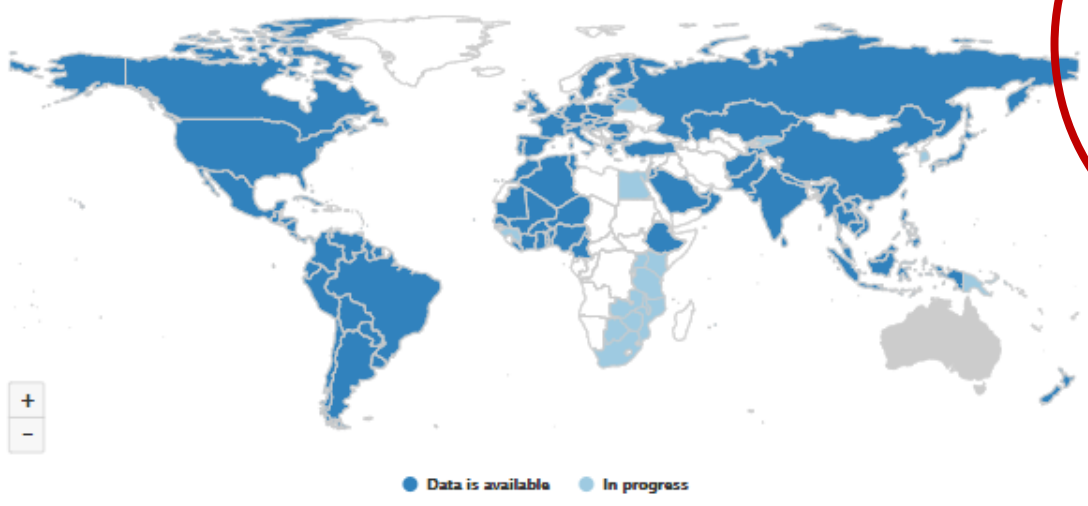 +
−
Data is available
In progress